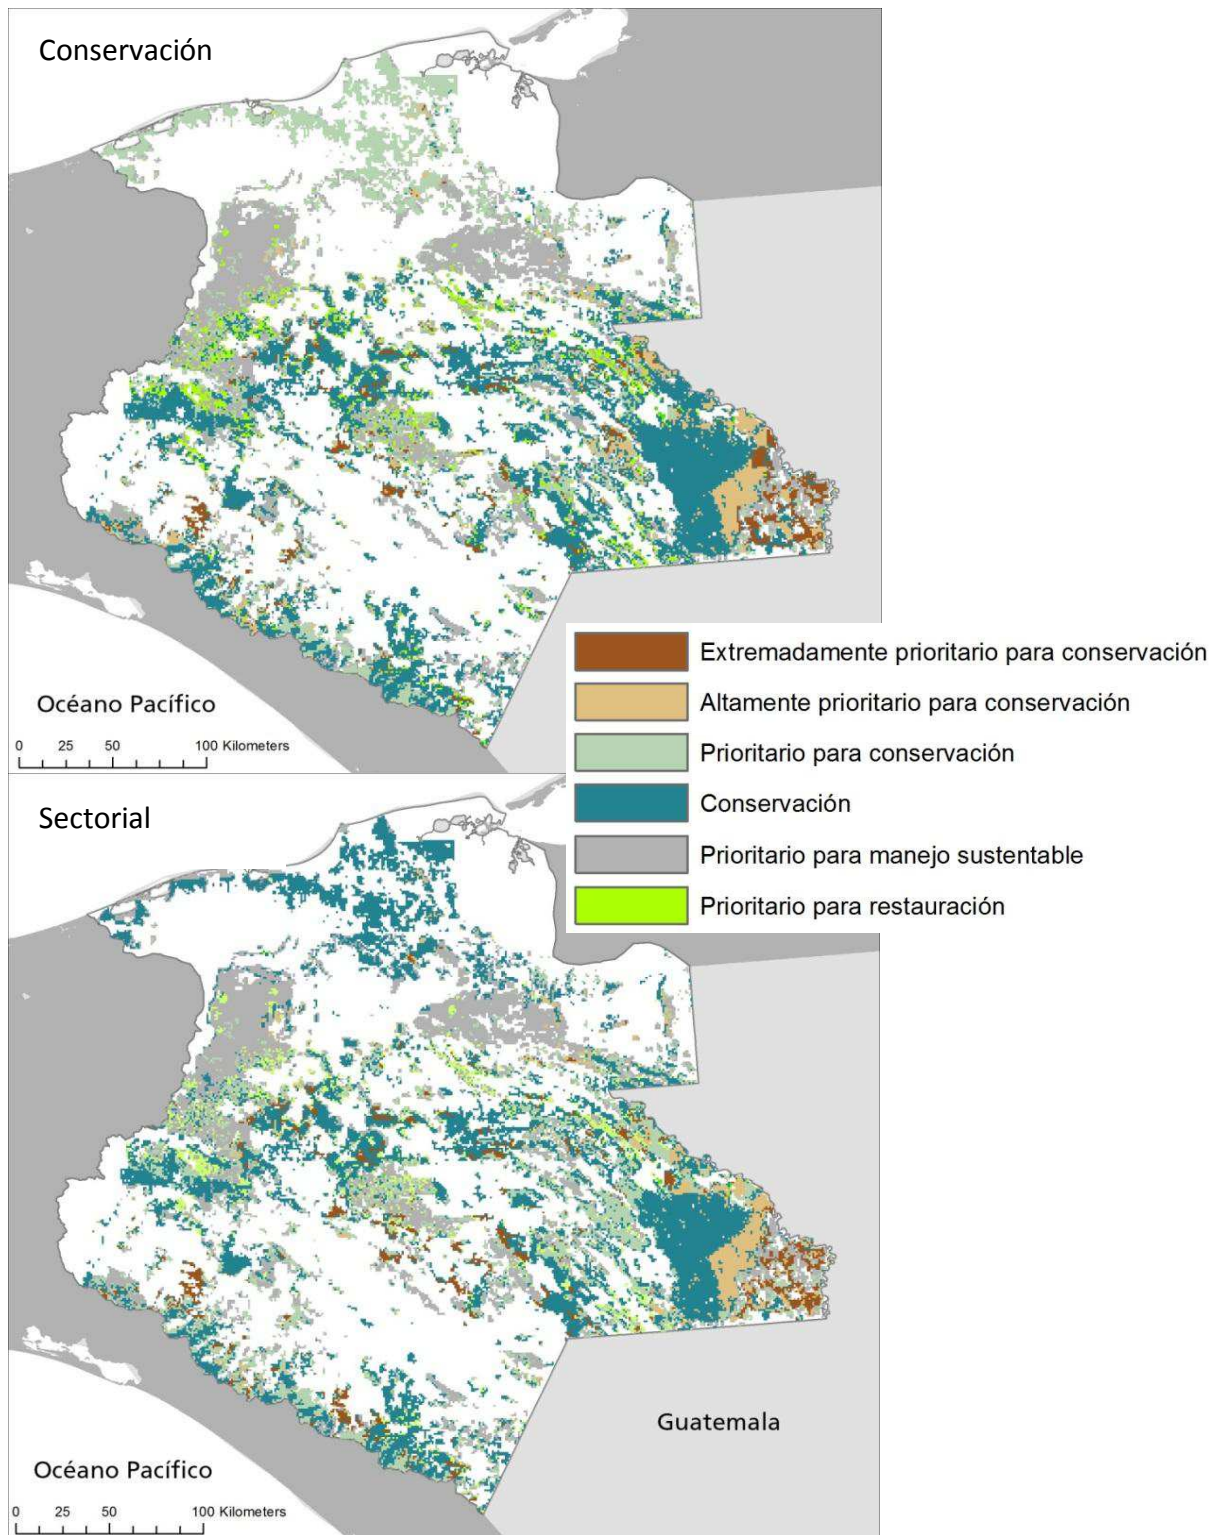 Conservación
Océano Pacífico
0 25 50 100 Kilometers
Extremadamente prioritario para conservación
Altamente prioritario para conservación
Prioritario para conservación
Conservación
Prioritario para manejo sustentable
Prioritario para restauración
Sectorial
Guatemala
Océano Pacífico
0 25 50 100 Kilometers